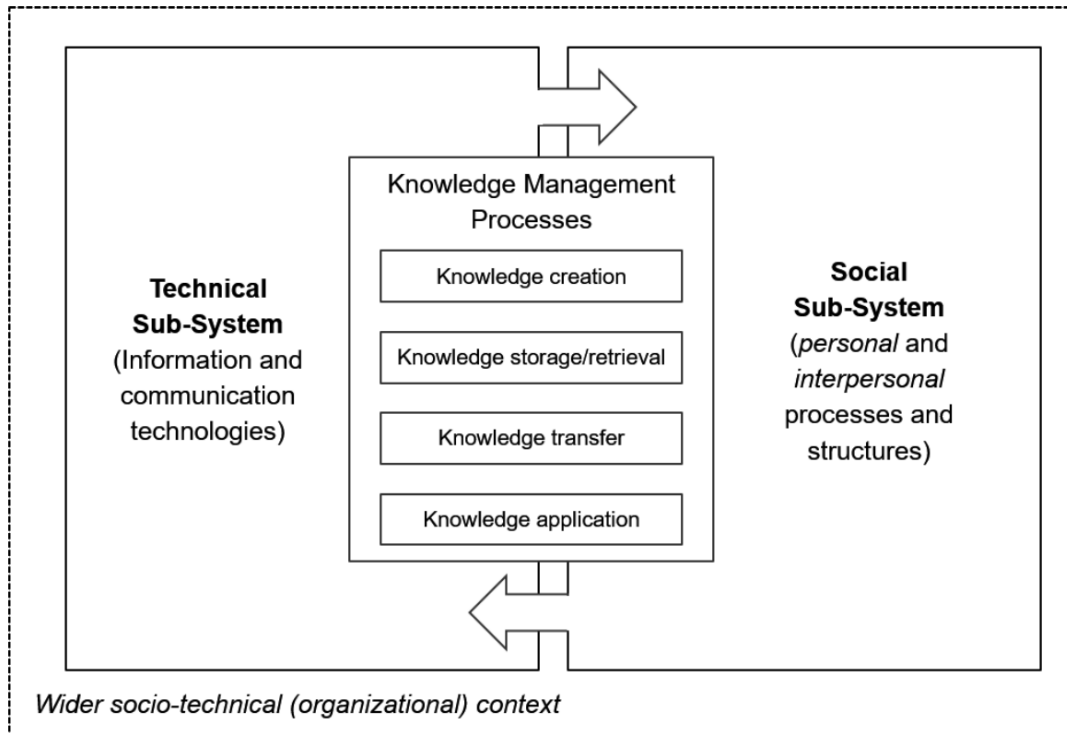 Knowledge Management
Processes
Knowledge creation
Knowledge storage/retrieval
Knowledge transfer
Knowledge application
Technical
Sub-System
(Information and
communication
technologies)
Social
Sub-System
(personal and
interpersonal
processes and
structures)
Wider socio-technical (organizational) context